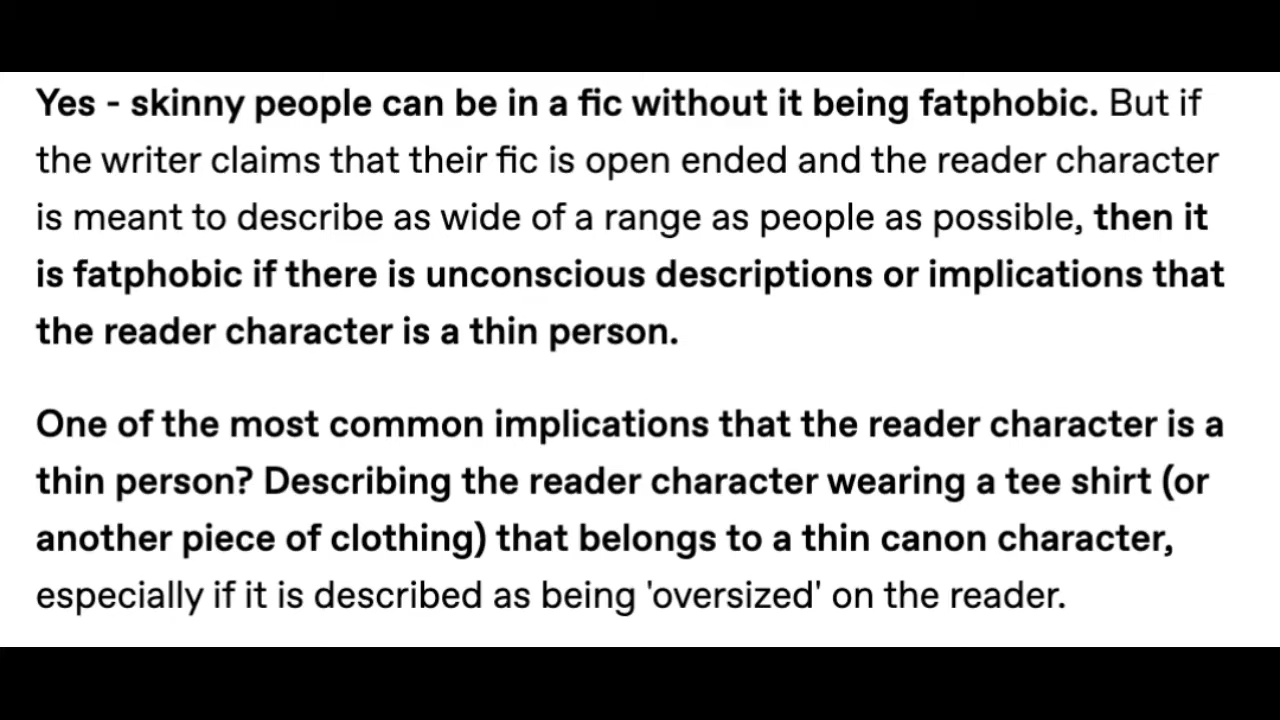 Yes - skinny people can be in a fic without it being fatphobic. But if
the writer claims that their fic is open ended and the reader character
is meant to describe as wide of a range as people as possible, then it
is fatphobic if there is unconscious descriptions or implications that
the reader character is a thin person.
One of the most common implications that the reader character is a
thin person? Describing the reader character wearing a tee shirt (or
another piece of clothing) that belongs to a thin canon character,
especially if it is described as being 'oversized' on the reader.